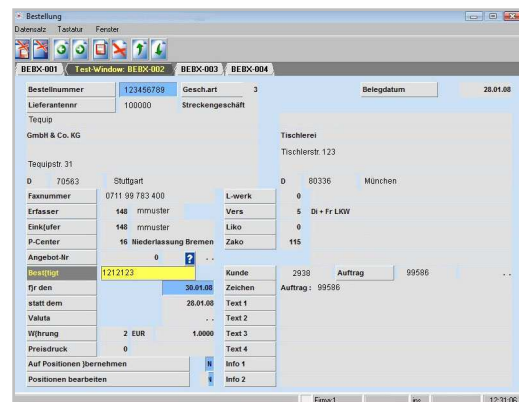 Bestellung
Datensatz Tastatur Fenster
BEBX-001 Test-Window: BEBX-002 BEBX-003 BEBX-004
Bestellnummer 123456789 Gesch.art 3 Belegdatum 28.01.08
Lieferantennr 100000 Streckengeschäft
Tequip
GmbH & Co. KG Tischlerei
Tischlerstr. 123
Tequipstr. 31
D 70563 Stuttgart D 80336 München
Faxnummer 0711 99 783 400 L-werk 0
Erfasser 148 mmuster Vers 5 Di + Fr LKW
Eink{ufer 148 mmuster Liko 0
P-Center 16 Niederlassung Bremen Zako 115
Angebot-Nr 0 ? . .
Best{tigt 1212123 Kunde 2938 Auftrag 99586 . .
f}r den 30.01.08 Zeichen Auftrag : 99586
statt dem 28.01.08 Text 1
Valuta . . Text 2
W{hrung 2 EUR 1.0000 Text 3
Preisdruck 0 Text 4
Auf Positionen }bernehmen N Info 1
Positionen bearbeiten N Info 2
Firma:1 ins 12:31:06